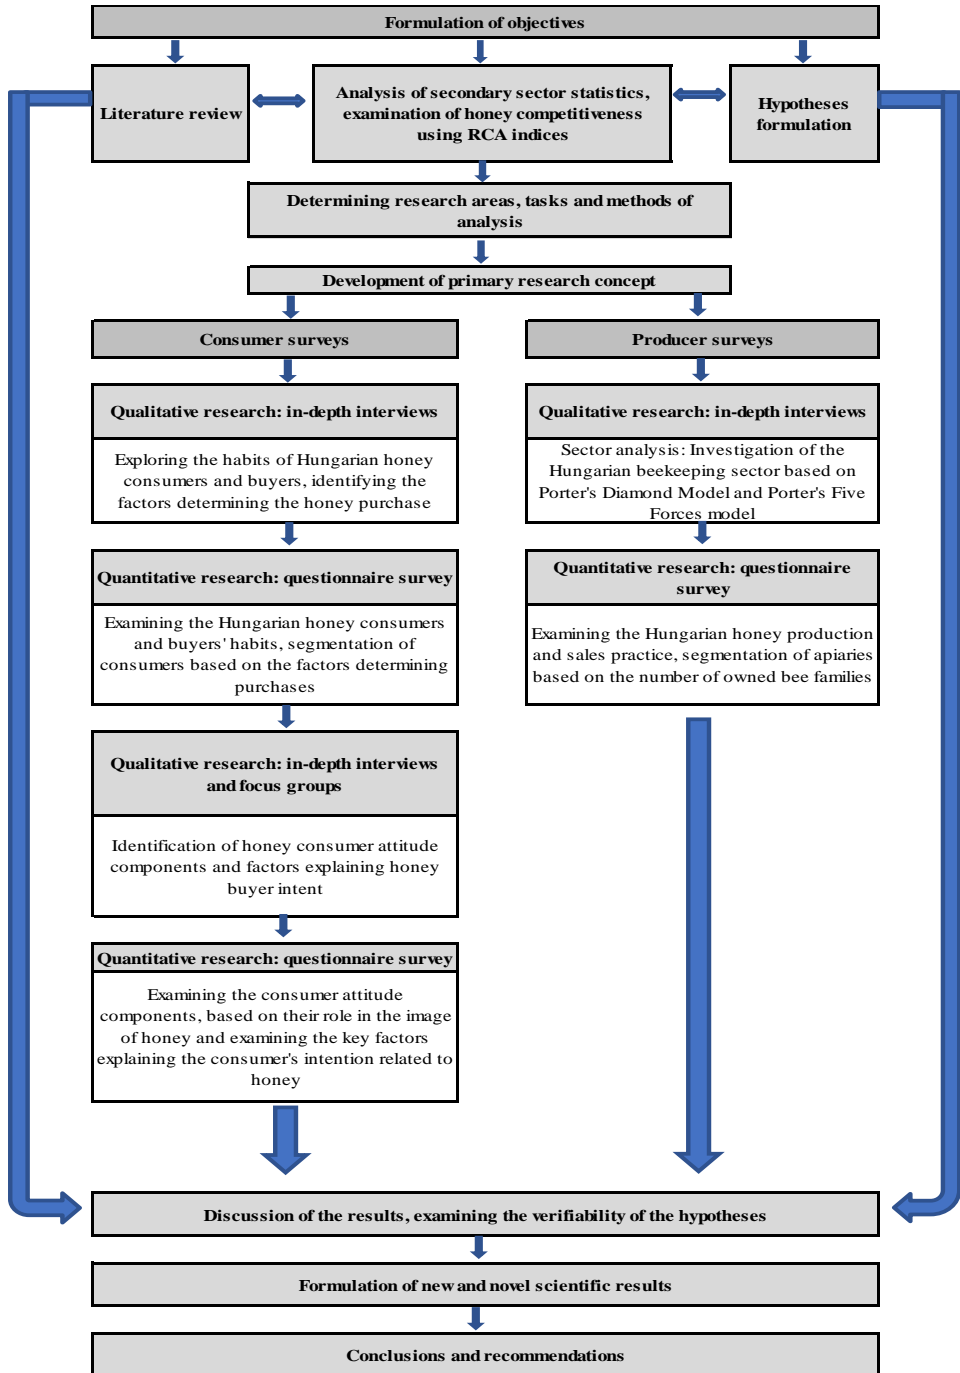 Formulation of objectives
Literature review
Analysis of secondary sector statistics,
examination of honey competitiveness
using RCA indices
Hypotheses
formulation
Determining research areas, tasks and methods of
analysis
Development of primary research concept
Consumer surveys
Qualitative research: in-depth interviews
Exploring the habits of Hungarian honey
consumers and buyers, identifying the
factors determining the honey purchase
Quantitative research: questionnaire survey
Examining the Hungarian honey consumers
and buyers' habits, segmentation of
consumers based on the factors determining
purchases
Qualitative research: in-depth interviews
and focus groups
Identification of honey consumer attitude
components and factors explaining honey
buyer intent
Quantitative research: questionnaire survey
Examining the consumer attitude
components, based on their role in the image
of honey and examining the key factors
explaining the consumer's intention related to
honey
Producer surveys
Qualitative research: in-depth interviews
Sector analysis: Investigation of the
Hungarian beekeeping sector based on
Porter's Diamond Model and Porter's Five
Forces model
Quantitative research: questionnaire
survey
Examining the Hungarian honey production
and sales practice, segmentation of apiaries
based on the number of owned bee families
Discussion of the results, examining the verifiability of the hypotheses
Formulation of new and novel scientific results
Conclusions and recommendations